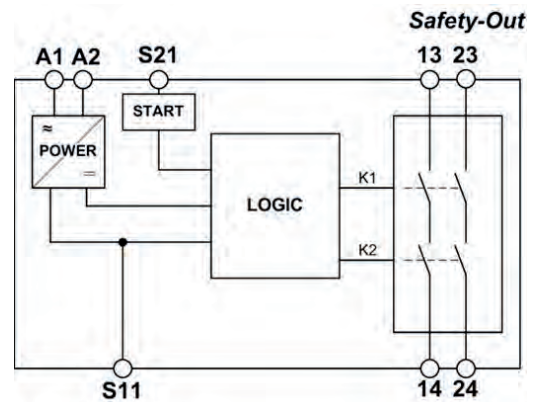 Safety-Out
A1 A2 S21 13 23
START
≂
POWER
⎓
LOGIC
K1
K2
S11 14 24